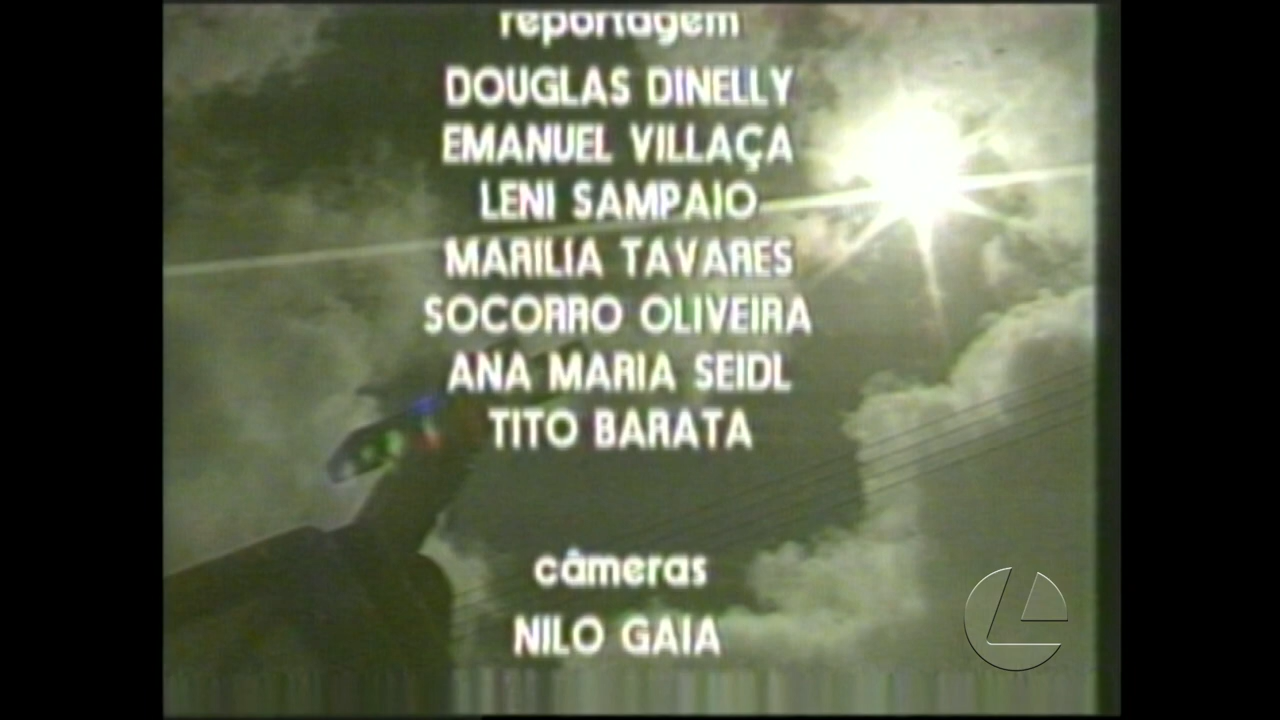 reportagem
DOUGLAS DINELLY
EMANUEL VILLAÇA
LENI SAMPAIO
MARILIA TAVARES
SOCORRO OLIVEIRA
ANA MARIA SEIDL
TITO BARATA
câmeras
NILO GAIA